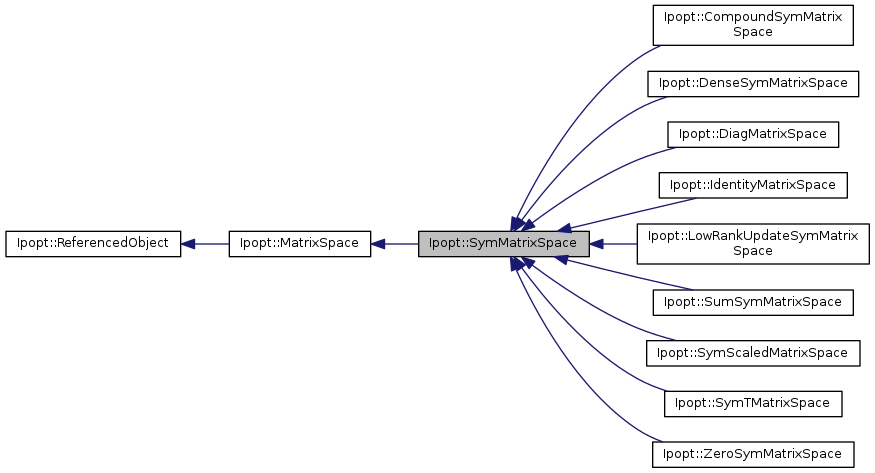 Ipopt::ReferencedObject
Ipopt::MatrixSpace
Ipopt::SymMatrixSpace
Ipopt::CompoundSymMatrix
Space
Ipopt::DenseSymMatrixSpace
Ipopt::DiagMatrixSpace
Ipopt::IdentityMatrixSpace
Ipopt::LowRankUpdateSymMatrix
Space
Ipopt::SumSymMatrixSpace
Ipopt::SymScaledMatrixSpace
Ipopt::SymTMatrixSpace
Ipopt::ZeroSymMatrixSpace